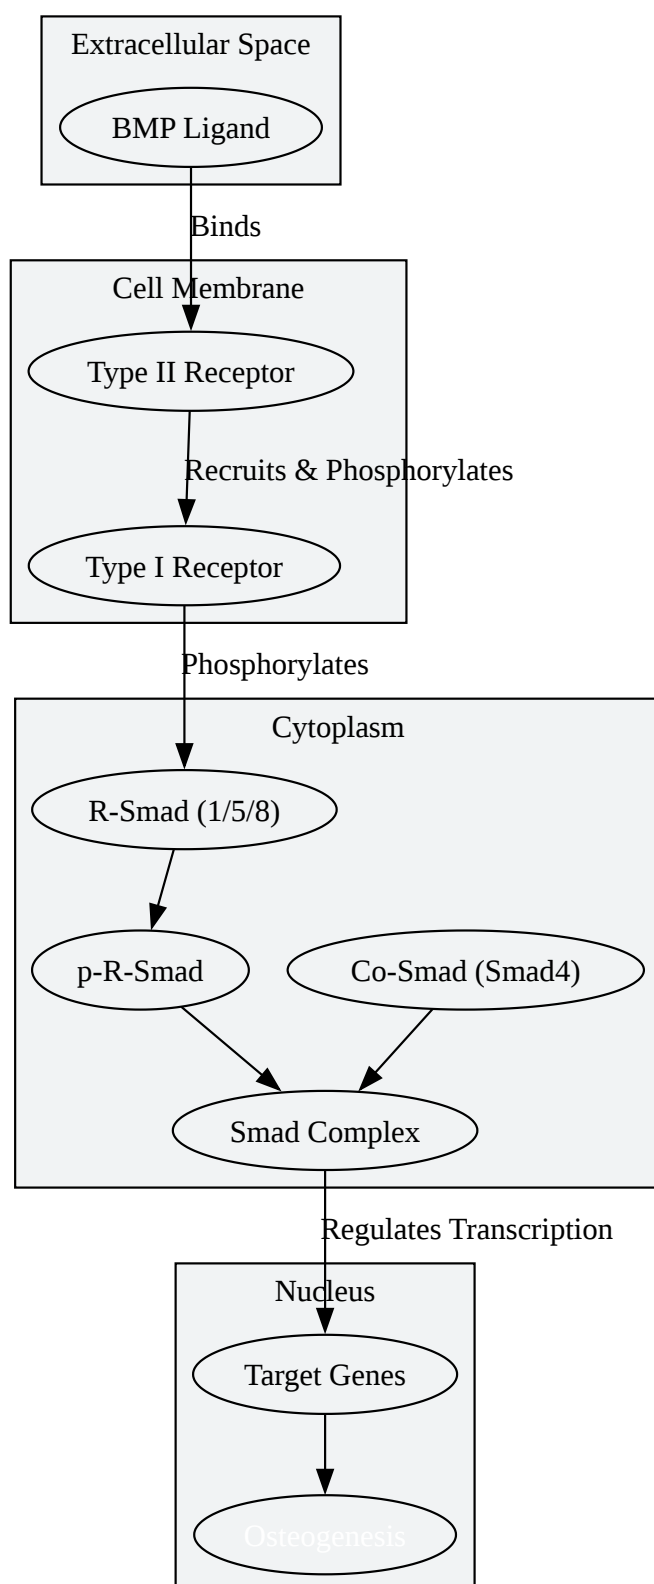 Extracellular Space
BMP Ligand
Binds
Cell Membrane
Type II Receptor
Recruits & Phosphorylates
Type I Receptor
Phosphorylates
Cytoplasm
R-Smad (1/5/8)
p-R-Smad
Co-Smad (Smad4)
Smad Complex
Regulates Transcription
Nucleus
Target Genes
Osteogenesis